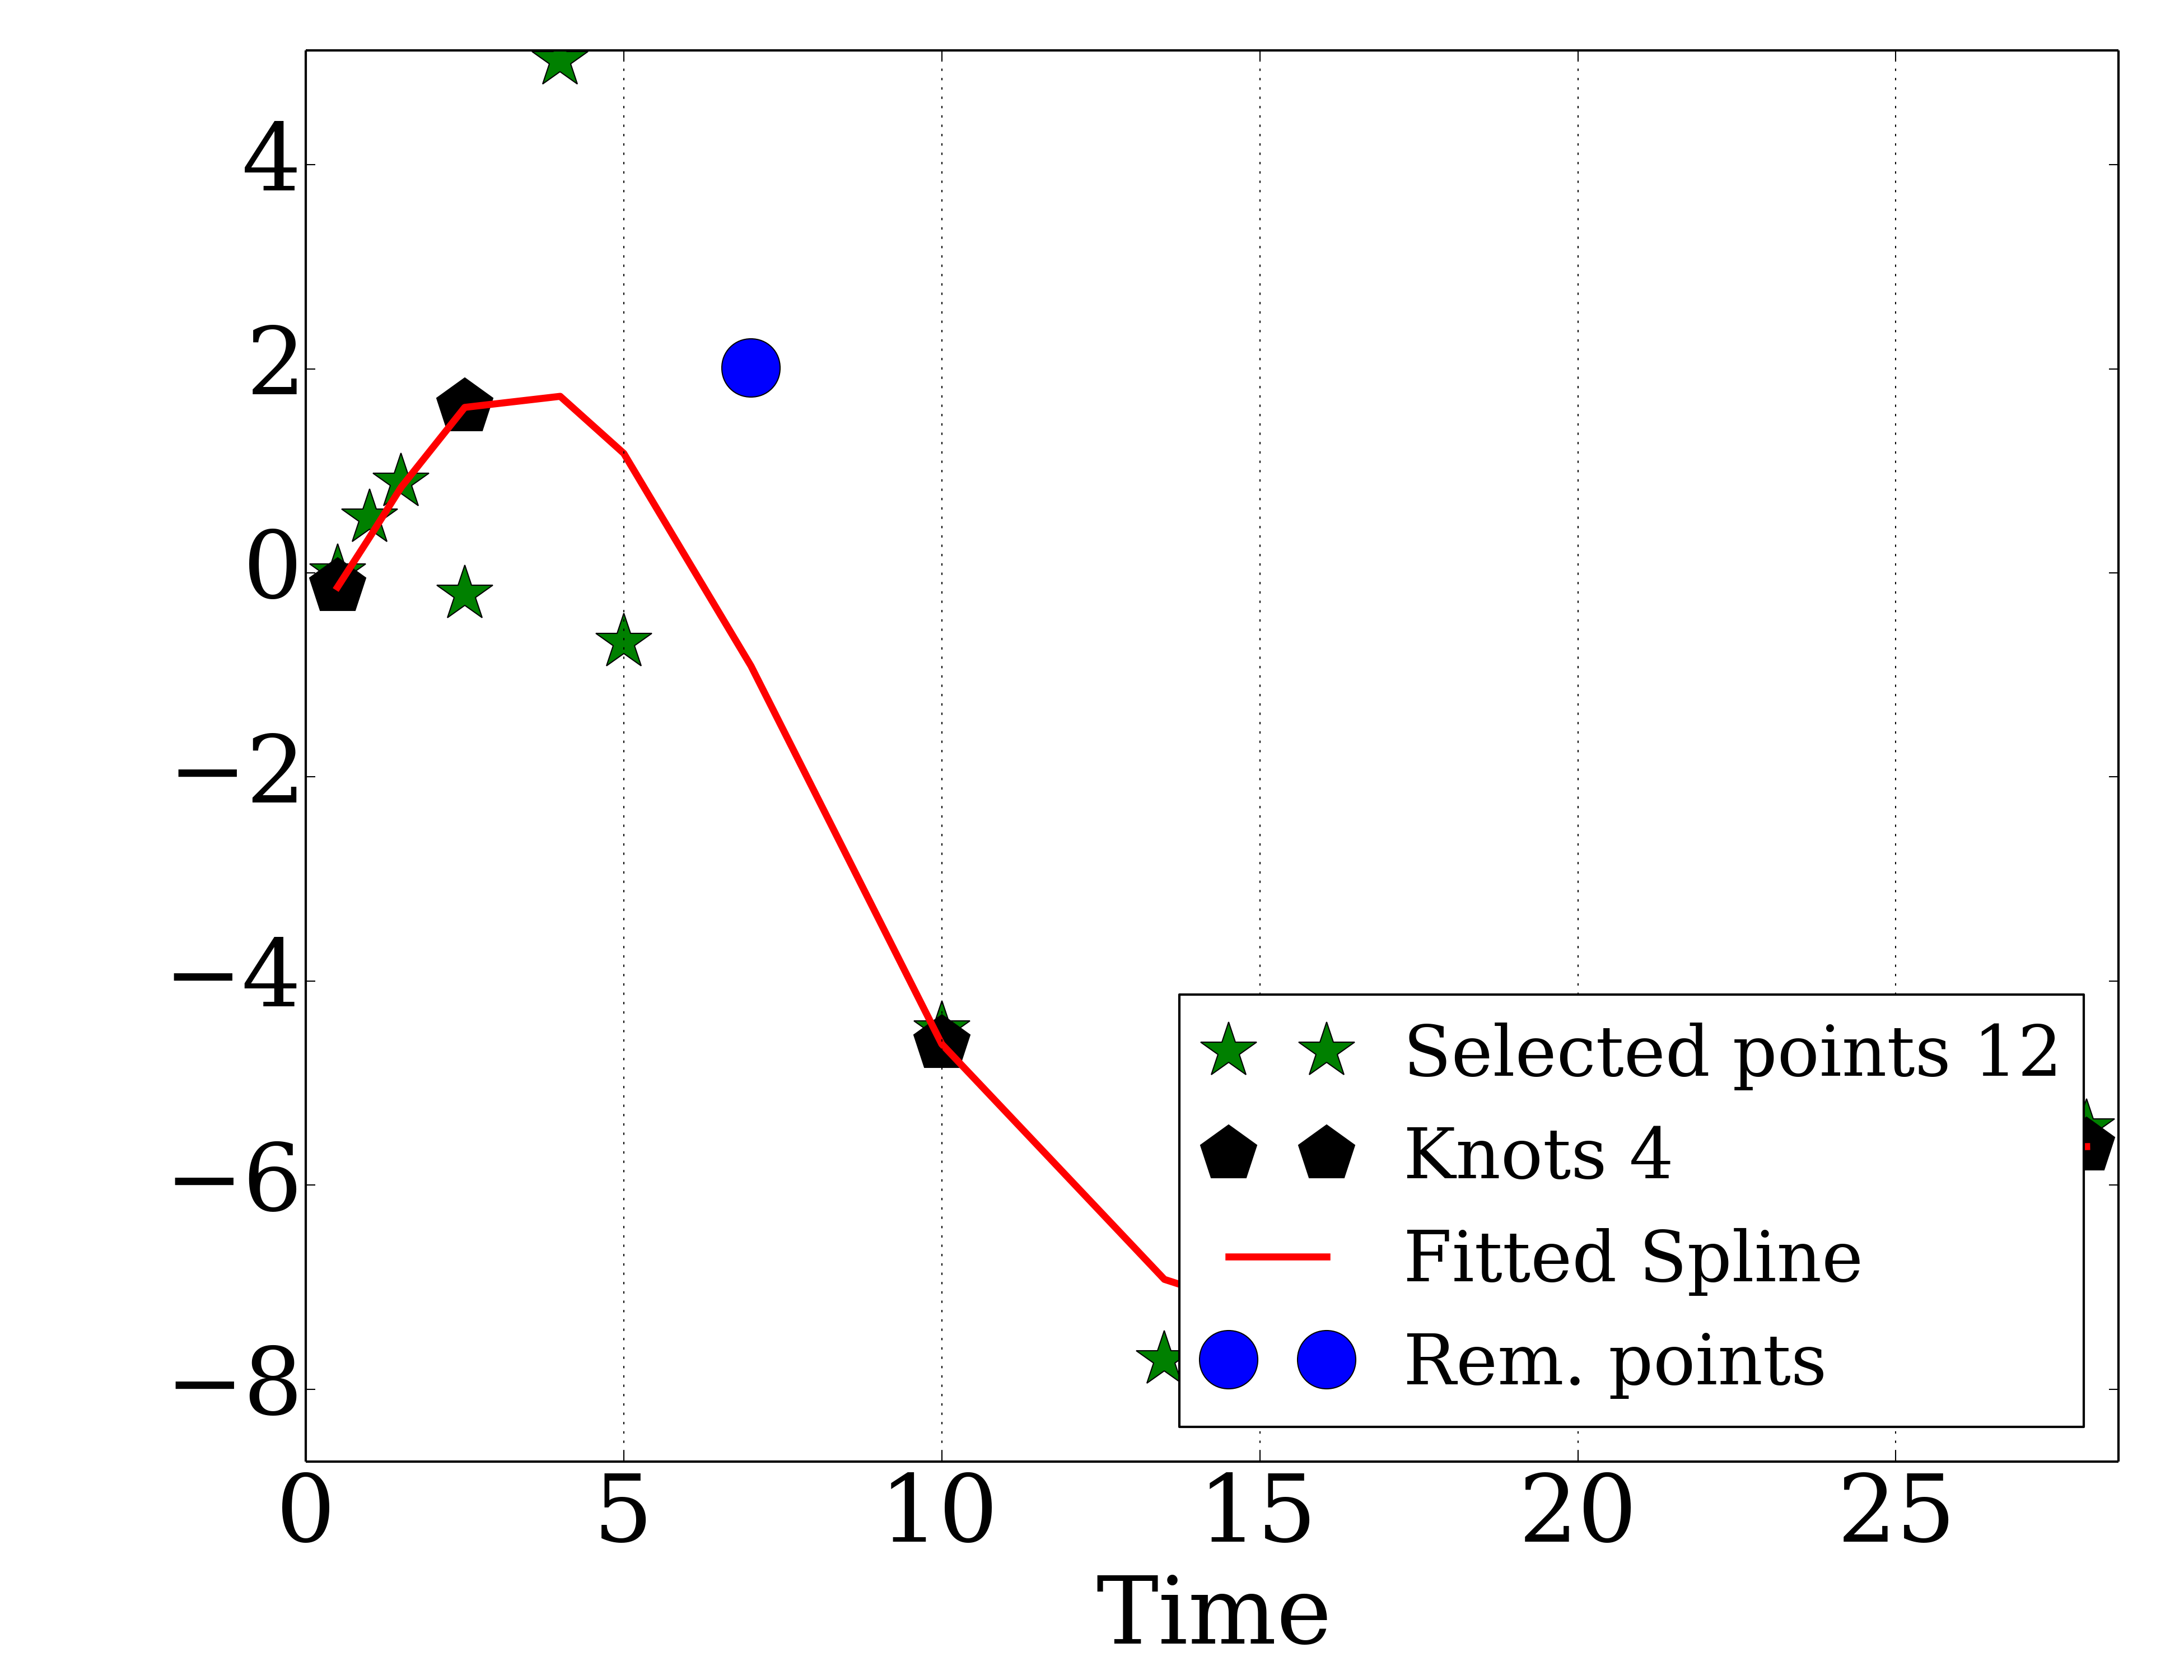 4
2
0
−2
−4
−6
−8
0 5 10 15 20 25
Time
Selected points 12
Knots 4
Fitted Spline
Rem. points